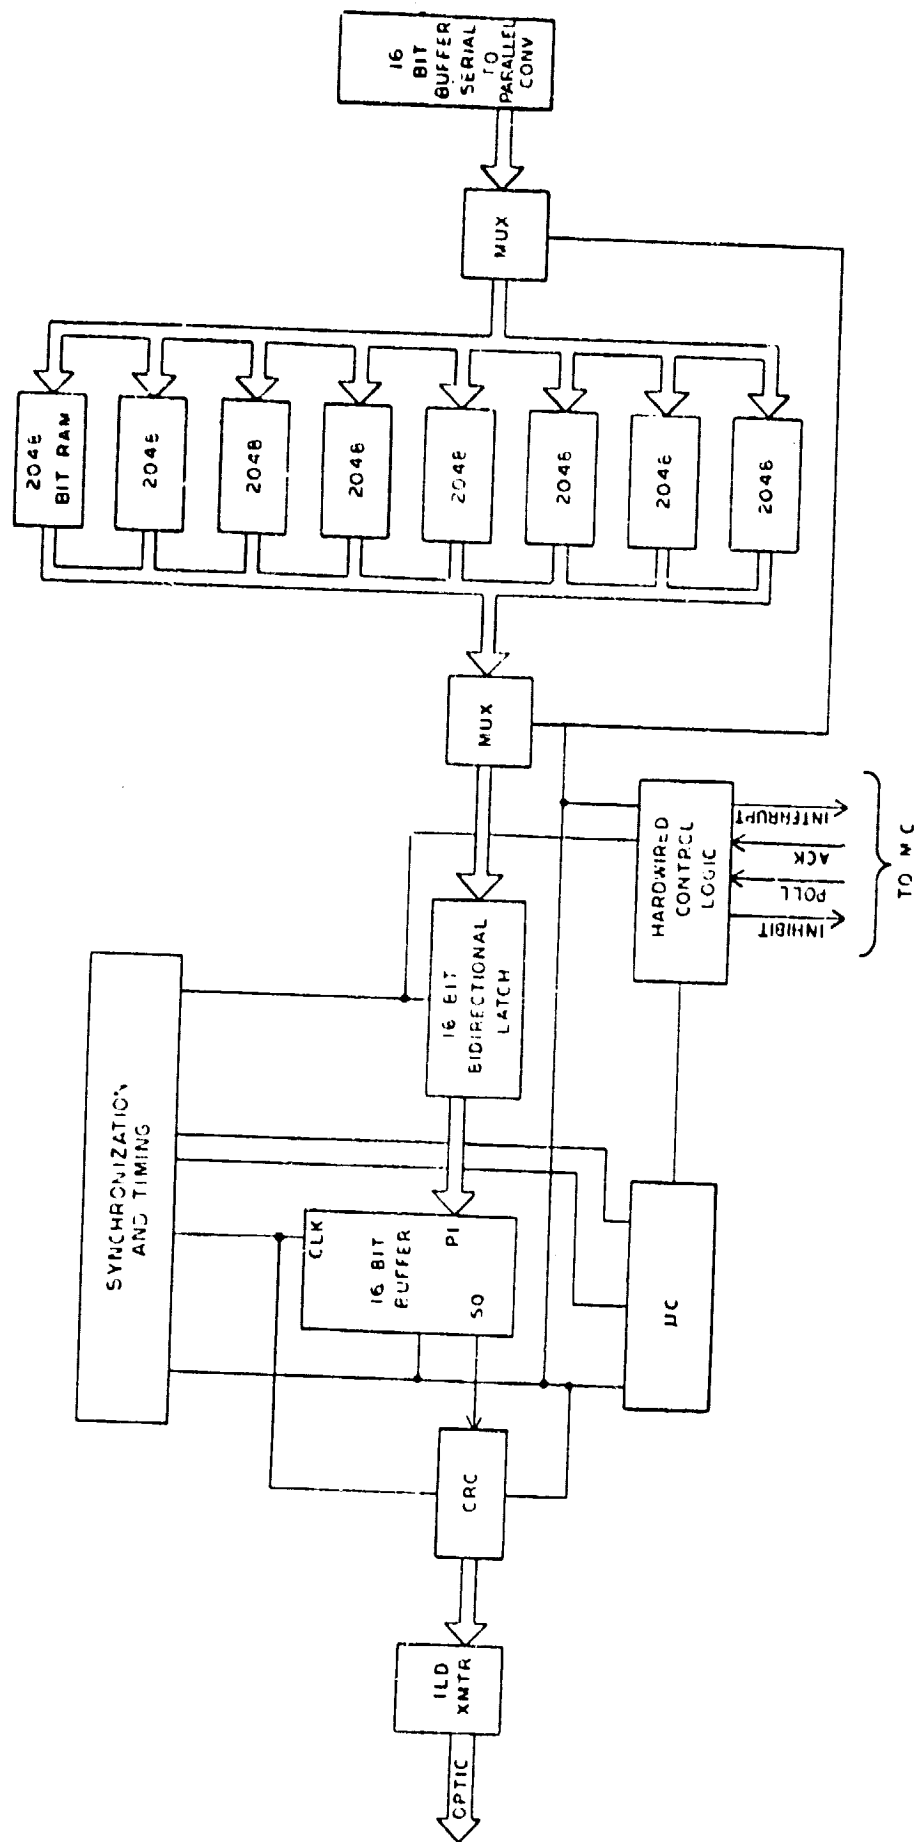 16
BIT
BUFFER
SERIAL
TO
PARALLEL
CONV
MUX
2048
BIT RAM
2048
2048
2048
2048
2048
2048
2048
MUX
HARDWIRED
CONTROL
LOGIC
INTERRUPT
ACK
POLL
INHIBIT
16 BIT
BIDIRECTIONAL
LATCH
SYNCHRONIZATION
AND TIMING
CLK
PI
16 BIT
BUFFER
SO
µC
CRC
ILD
XMTR
OPTIC